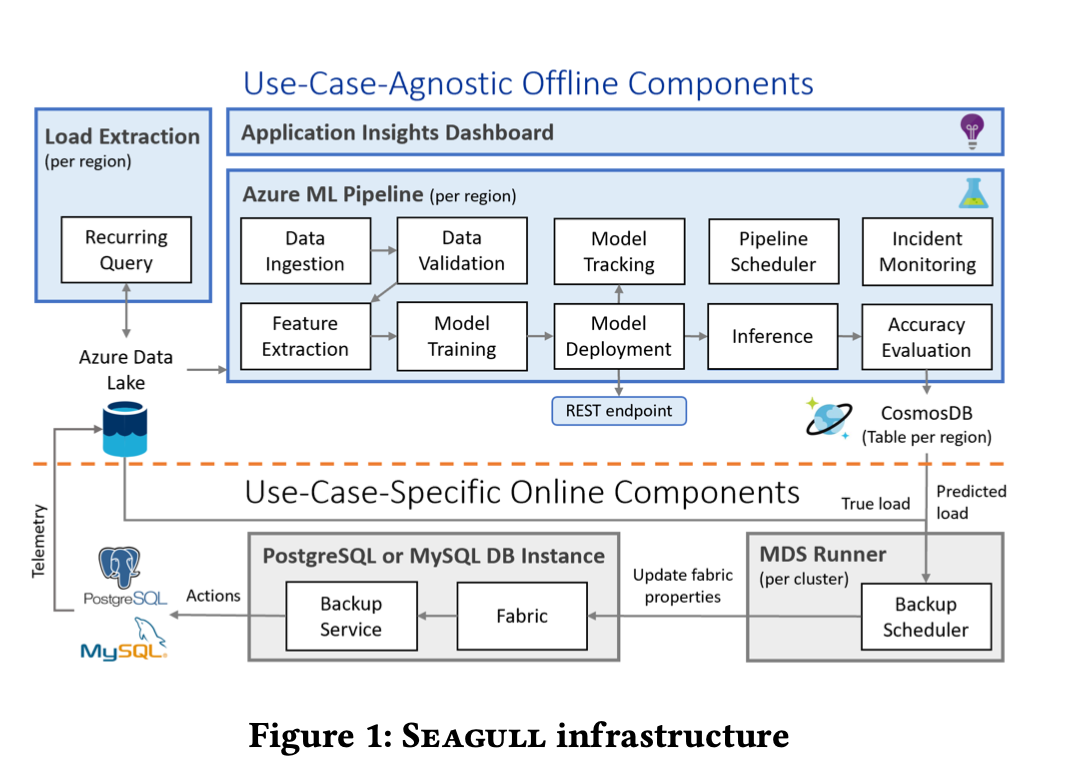 Use-Case-Agnostic Offline Components
Load Extraction
(per region)
Recurring
Query
Application Insights Dashboard
Azure ML Pipeline (per region)
Data
Ingestion
Data
Validation
Model
Tracking
Pipeline
Scheduler
Incident
Monitoring
Feature
Extraction
Model
Training
Model
Deployment
Inference
Accuracy
Evaluation
Azure Data
Lake
REST endpoint
CosmosDB
(Table per region)
Use-Case-Specific Online Components
True load
Predicted
load
Telemetry
PostgreSQL
MySQL®
Actions
PostgreSQL or MySQL DB Instance
Backup
Service
Fabric
Update fabric
properties
MDS Runner
(per cluster)
Backup
Scheduler
Figure 1: SEAGULL infrastructure